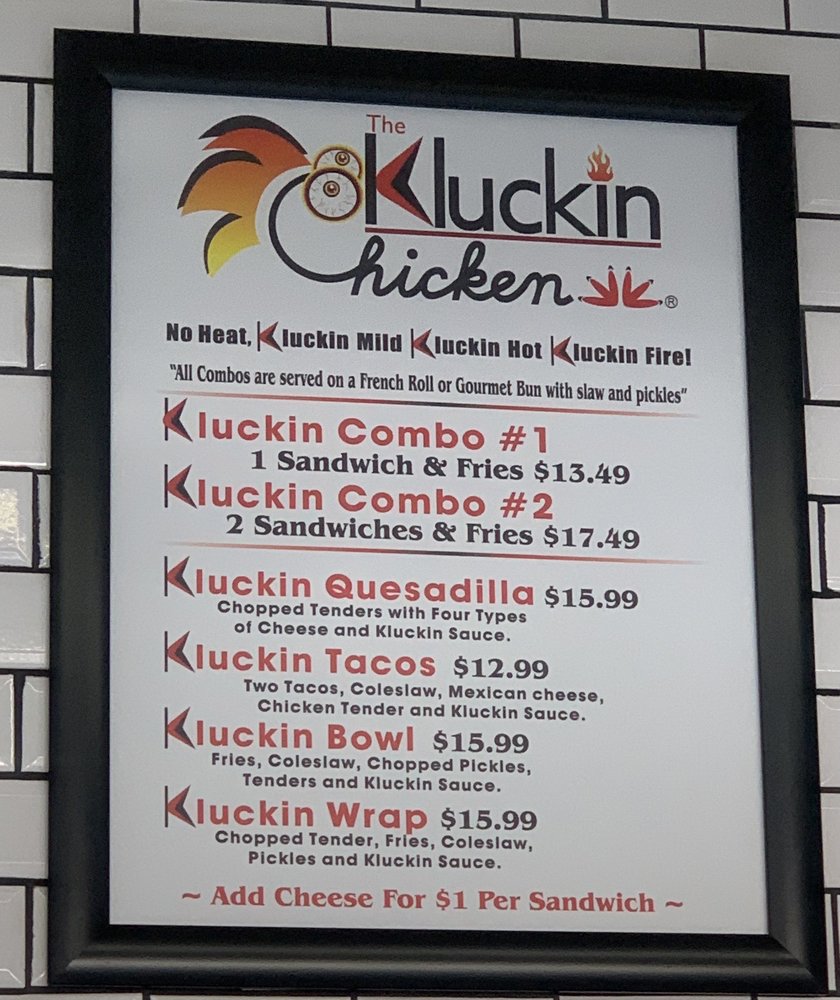 The
Kluckin
Chicken ®
No Heat, Kluckin Mild Kluckin Hot Kluckin Fire!
"All Combos are served on a French Roll or Gourmet Bun with slaw and pickles"
Kluckin Combo #1
1 Sandwich & Fries $13.49
Kluckin Combo #2
2 Sandwiches & Fries $17.49
Kluckin Quesadilla $15.99
Chopped Tenders with Four Types
of Cheese and Kluckin Sauce.
Kluckin Tacos $12.99
Two Tacos, Coleslaw, Mexican cheese,
Chicken Tender and Kluckin Sauce.
Kluckin Bowl $15.99
Fries, Coleslaw, Chopped Pickles,
Tenders and Kluckin Sauce.
Kluckin Wrap $15.99
Chopped Tender, Fries, Coleslaw,
Pickles and Kluckin Sauce.
~ Add Cheese For $1 Per Sandwich ~